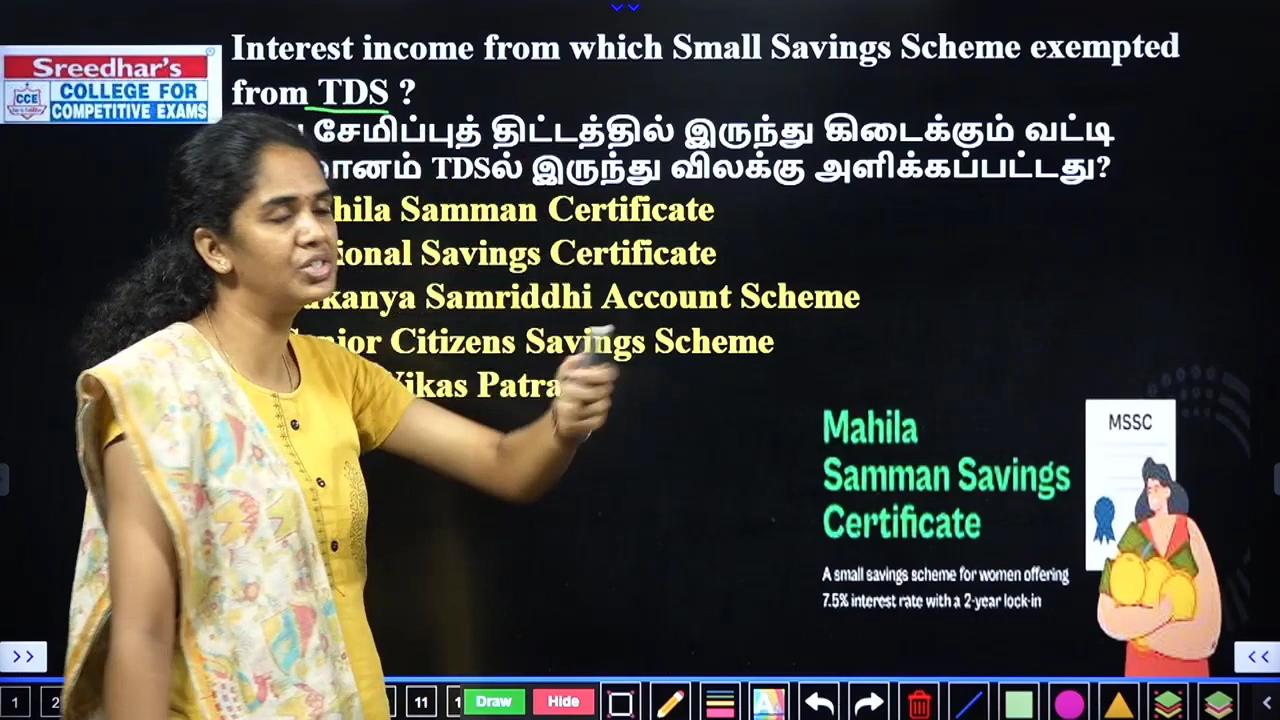 Sreedhar's
CCE
COLLEGE FOR
COMPETITIVE EXAMS
Interest income from which Small Savings Scheme exempted
from TDS ?
சேமிப்புத் திட்டத்தில் இருந்து கிடைக்கும் வட்டி
TDSல் இருந்து விலக்கு அளிக்கப்பட்டது?
Samman Certificate
Savings Certificate
Samriddhi Account Scheme
Citizens Savings Scheme
Vikas Patra
Mahila
Samman Savings
Certificate
MSSC
A small savings scheme for women offering
7.5% interest rate with a 2-year lock-in
>>
<<
1
2
11
Draw
Hide